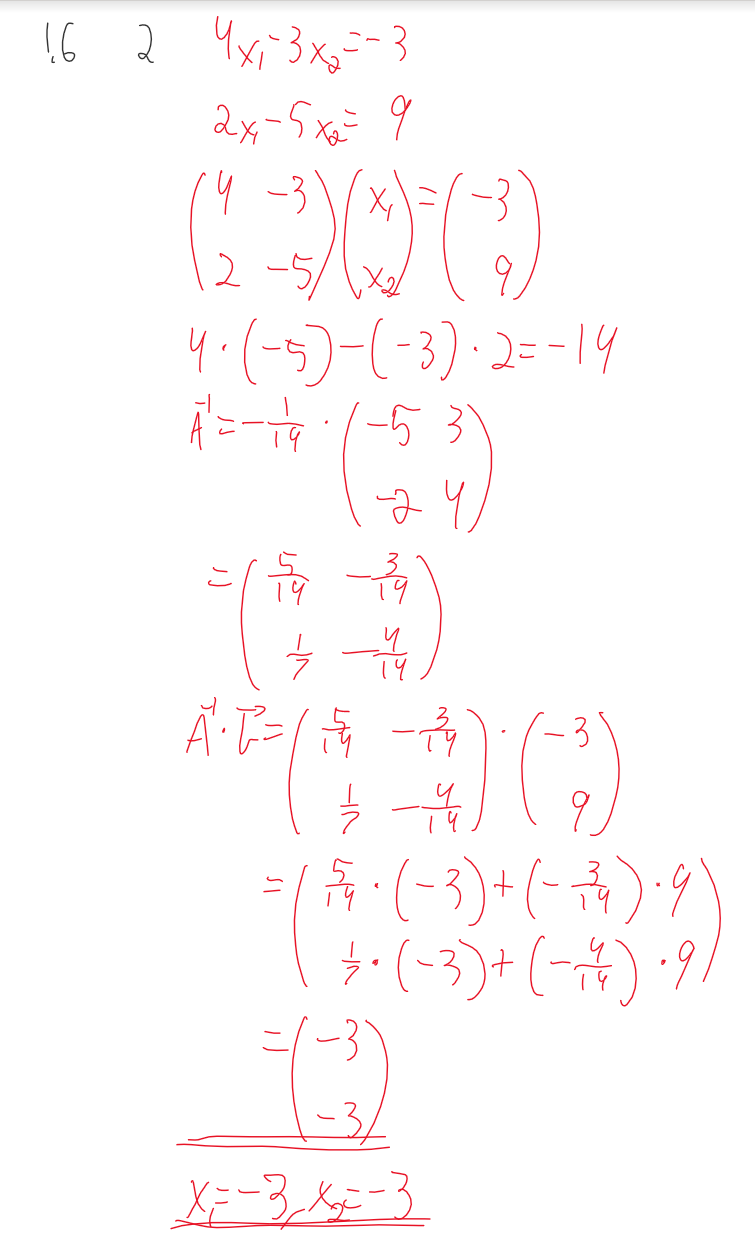 1.6 2 4x₁-3x₂=-3
2x₁-5x₂= 9
(4 -3) (x₁) = (-3)
(2 -5) (x₂) (9)
4·(-5)-(-3)·2=-14
A⁻¹=-1/14 · (-5 3)
(-2 4)
= (5/14 -3/14)
(1/7 -4/14)
A⁻¹·b⃗= (5/14 -3/14) · (-3)
(1/7 -4/14) (9)
= (5/14·(-3)+(-3/14)·9)
(1/7·(-3)+(-4/14)·9)
= (-3)
(-3)
x₁=-3, x₂=-3